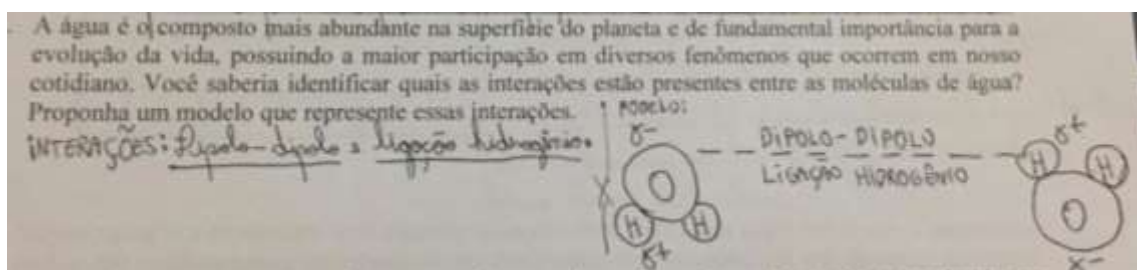 A água é o composto mais abundante na superfície do planeta e de fundamental importância para a
evolução da vida, possuindo a maior participação em diversos fenômenos que ocorrem em nosso
cotidiano. Você saberia identificar quais as interações estão presentes entre as moléculas de água?
Proponha um modelo que represente essas interações.
MODELO:
INTERAÇÕES: Dipolo-dipolo e ligação hidrogênio.
δ-
DIPOLO-DIPOLO
LIGAÇÃO HIDROGÊNIO
δ+
H H
O
O
H H
δ+
δ-